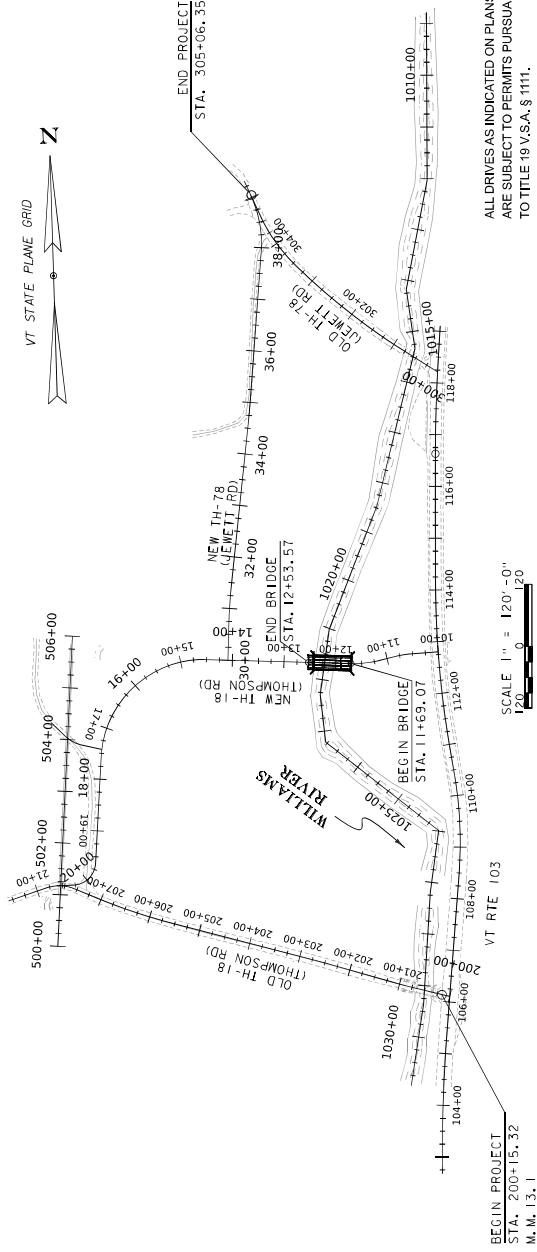 VT STATE PLANE GRID
N
END PROJECT
STA. 305+06.35
500+00
502+00
504+00
506+00
21+00
20+00
19+00
18+00
17+00
16+00
15+00
14+00
13+00
12+00
11+00
10+00
207+00
206+00
205+00
204+00
203+00
202+00
201+00
200+00
OLD TH-18
(THOMPSON RD)
NEW TH-18
(THOMPSON RD)
30+00
32+00
34+00
36+00
38+00
NEW TH-78
(JEWETT RD)
304+00
302+00
300+00
OLD TH-78
(JEWETT RD)
END BRIDGE
STA. 12+53.57
BEGIN BRIDGE
STA. 11+69.07
WILLIAMS
RIVER
1030+00
1025+00
1020+00
1015+00
1010+00
104+00
106+00
108+00
110+00
112+00
114+00
116+00
118+00
VT RTE 103
BEGIN PROJECT
STA. 200+15.32
M.M. 13.1
SCALE 1" = 120'-0"
120 0 120
ALL DRIVES AS INDICATED ON PLANS
ARE SUBJECT TO PERMITS PURSUA
TO TITLE 19 V.S.A. § 1111.